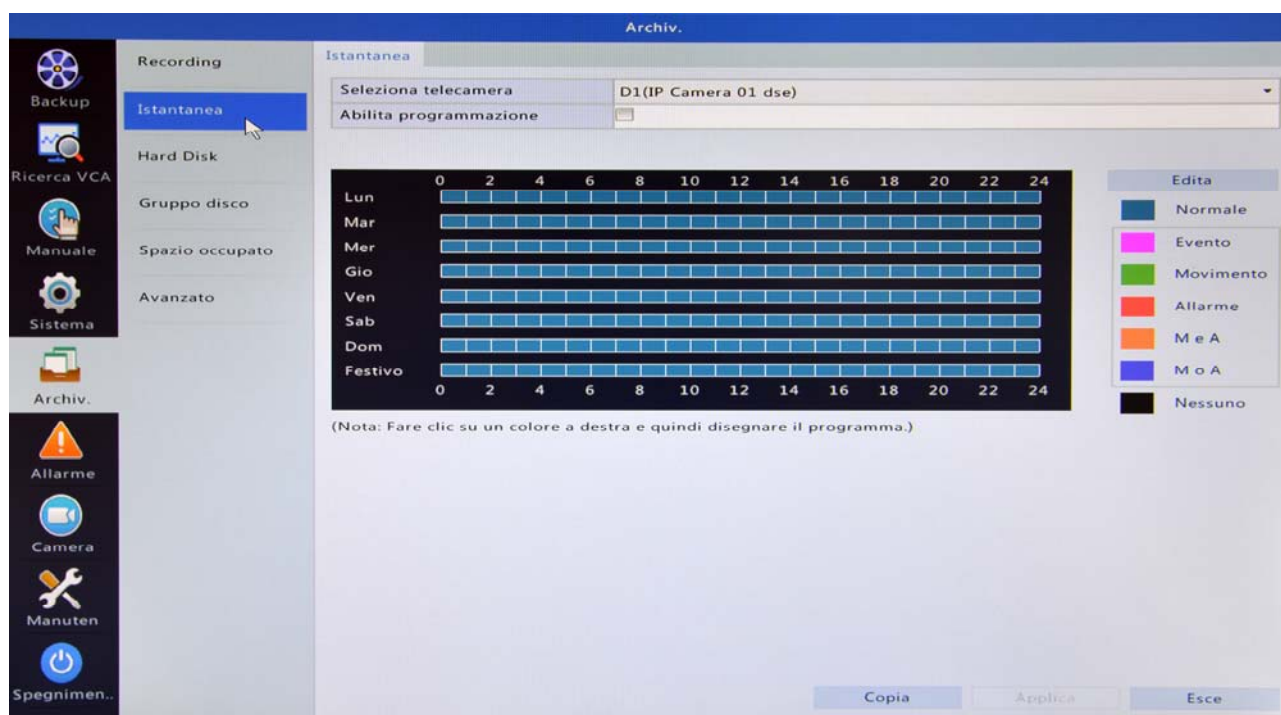 Archiv.
Backup
Ricerca VCA
Manuale
Sistema
Archiv.
Allarme
Camera
Manuten
Spegnimen..
Recording
Istantanea
Hard Disk
Gruppo disco
Spazio occupato
Avanzato
Istantanea
Seleziona telecamera D1(IP Camera 01 dse)
Abilita programmazione
0 2 4 6 8 10 12 14 16 18 20 22 24
Lun
Mar
Mer
Gio
Ven
Sab
Dom
Festivo
0 2 4 6 8 10 12 14 16 18 20 22 24
Edita
Normale
Evento
Movimento
Allarme
M e A
M o A
Nessuno
(Nota: Fare clic su un colore a destra e quindi disegnare il programma.)
Copia Applica Esce